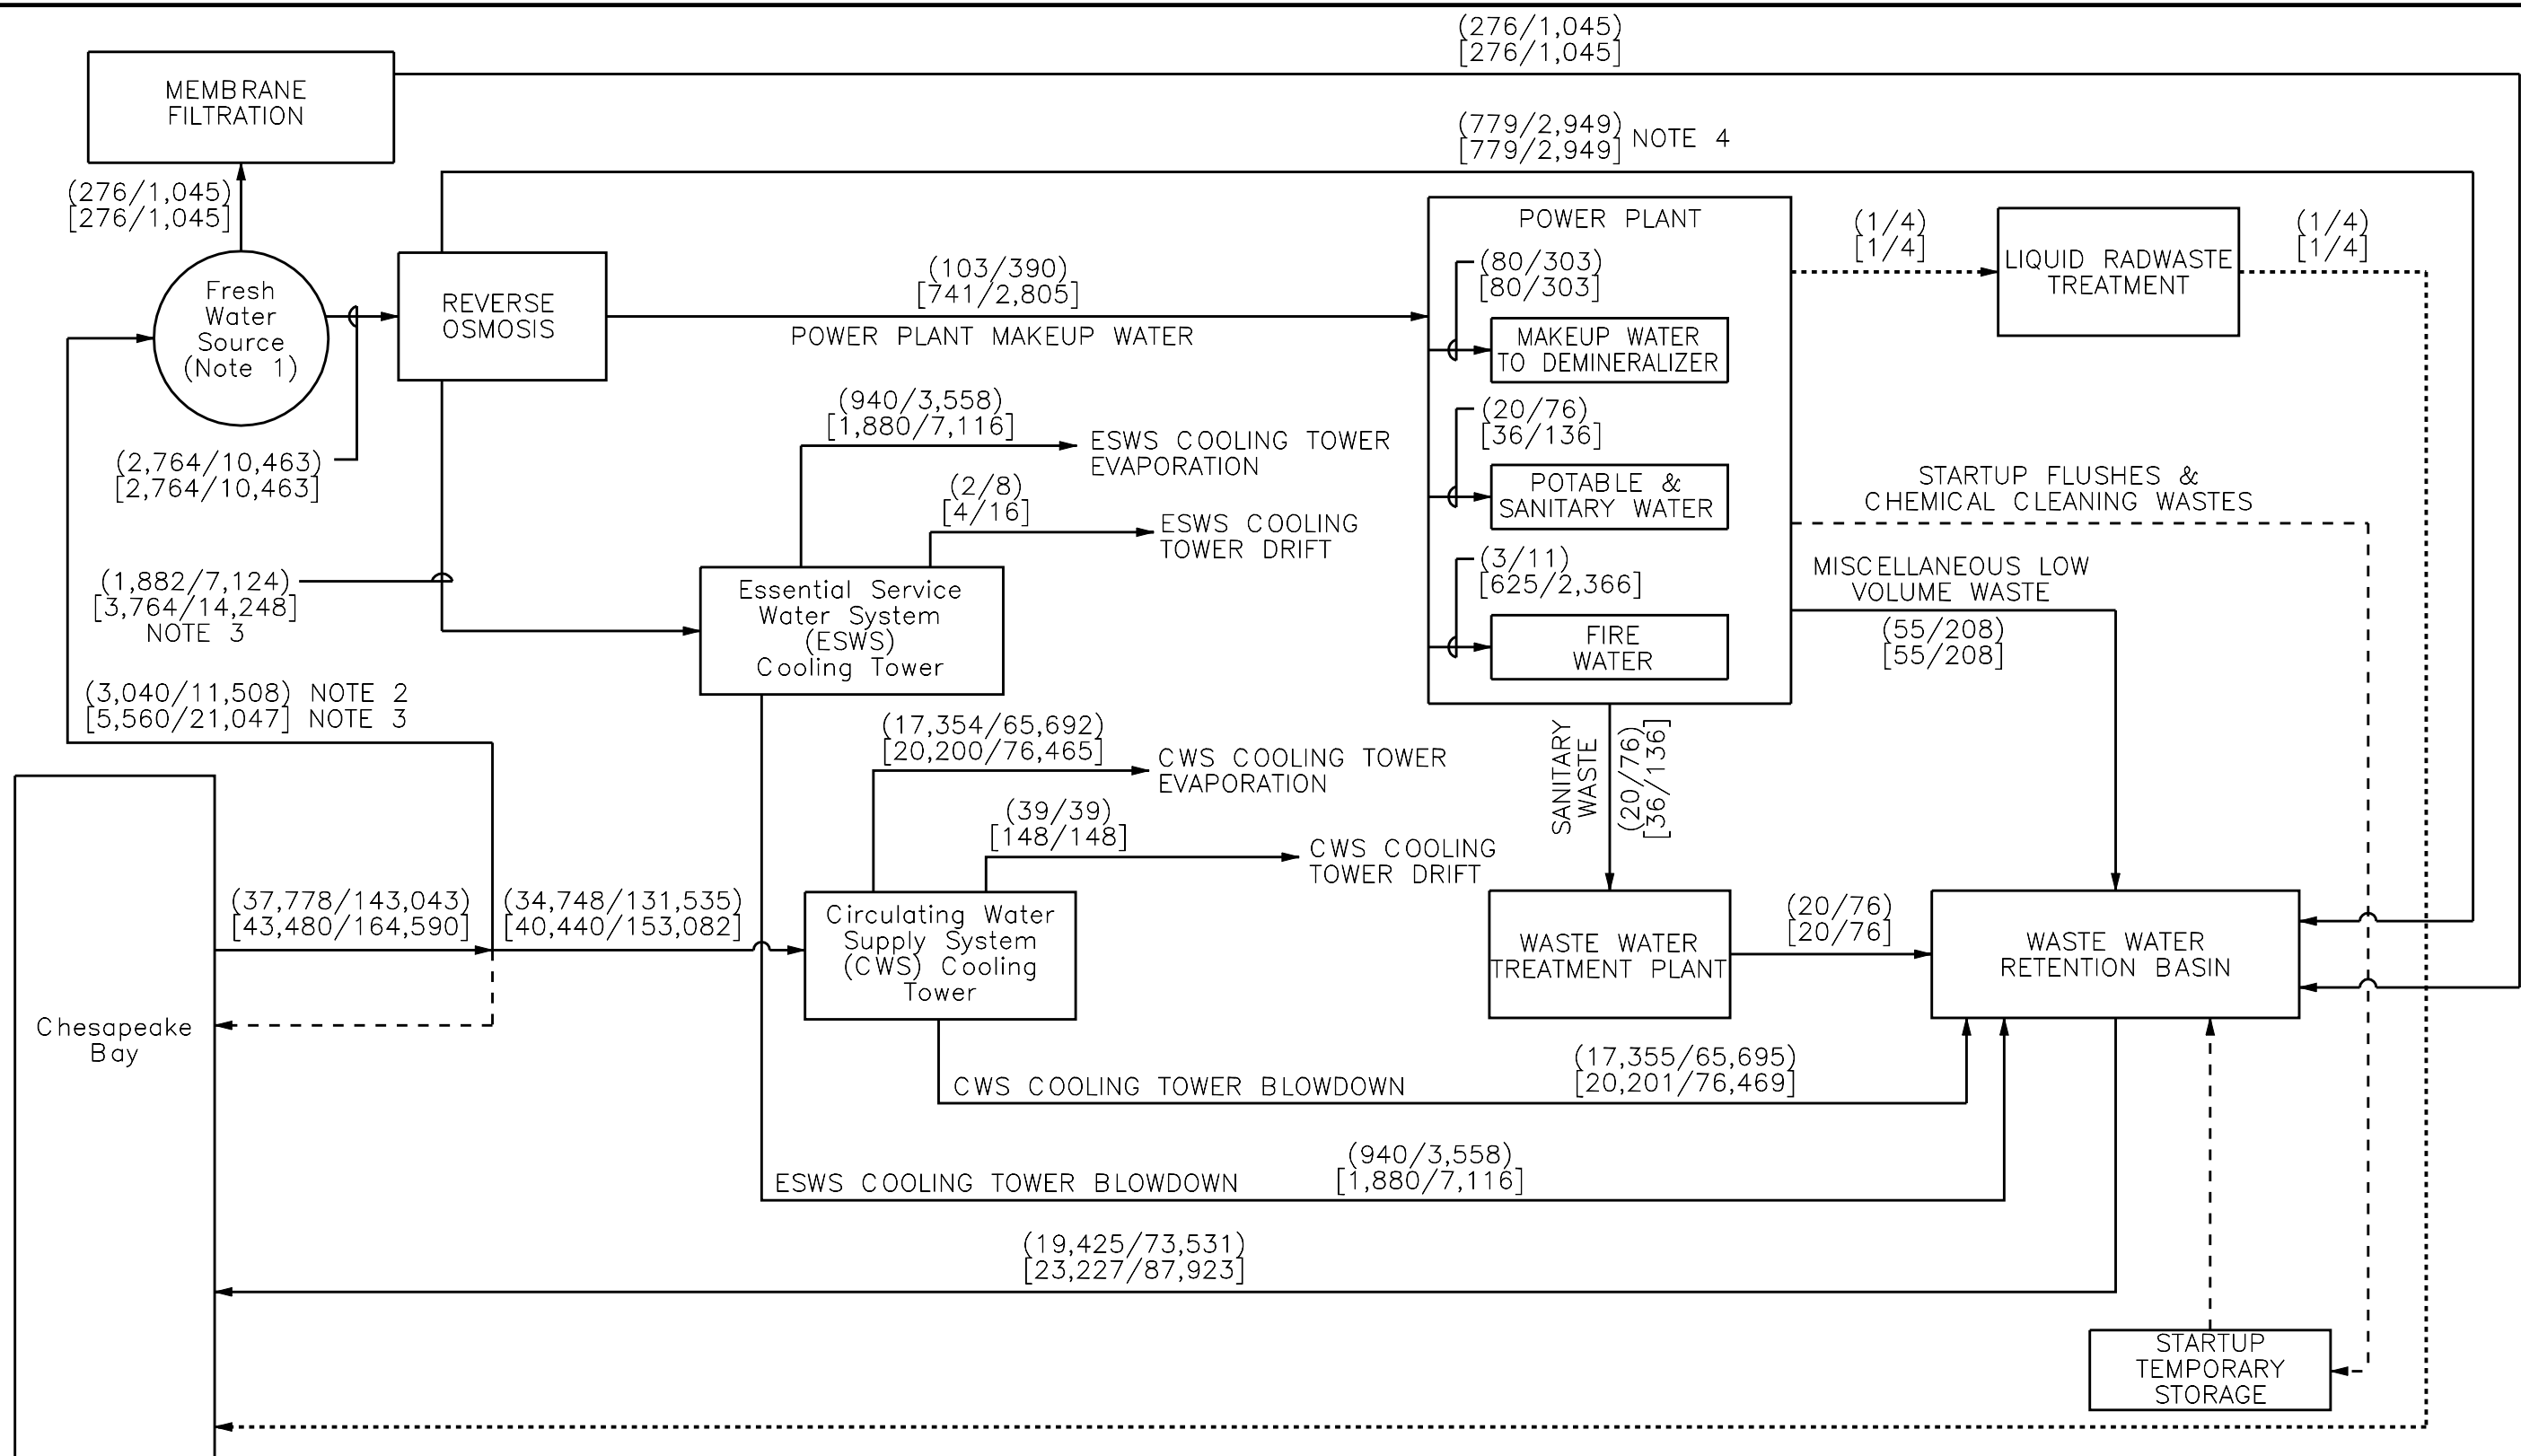 (276/1,045)
[276/1,045]
MEMBRANE
FILTRATION
(779/2,949)
[779/2,949] NOTE 4
(276/1,045)
[276/1,045]
Fresh
Water
Source
(Note 1)
REVERSE
OSMOSIS
(103/390)
[741/2,805]
POWER PLANT MAKEUP WATER
POWER PLANT
(80/303)
[80/303]
MAKEUP WATER
TO DEMINERALIZER
(20/76)
[36/136]
POTABLE &
SANITARY WATER
(3/11)
[625/2,366]
FIRE
WATER
(1/4)
[1/4]
LIQUID RADWASTE
TREATMENT
(1/4)
[1/4]
(2,764/10,463)
[2,764/10,463]
(940/3,558)
[1,880/7,116]
ESWS COOLING TOWER
EVAPORATION
(2/8)
[4/16]
ESWS COOLING
TOWER DRIFT
STARTUP FLUSHES &
CHEMICAL CLEANING WASTES
MISCELLANEOUS LOW
VOLUME WASTE
(55/208)
[55/208]
(1,882/7,124)
[3,764/14,248]
NOTE 3
Essential Service
Water System
(ESWS)
Cooling Tower
(3,040/11,508) NOTE 2
[5,560/21,047] NOTE 3
(17,354/65,692)
[20,200/76,465]
CWS COOLING TOWER
EVAPORATION
(39/39)
[148/148]
CWS COOLING
TOWER DRIFT
SANITARY
WASTE
(20/76)
[36/136]
(37,778/143,043)
[43,480/164,590]
(34,748/131,535)
[40,440/153,082]
Circulating Water
Supply System
(CWS) Cooling
Tower
WASTE WATER
TREATMENT PLANT
(20/76)
[20/76]
WASTE WATER
RETENTION BASIN
Chesapeake
Bay
CWS COOLING TOWER BLOWDOWN
(17,355/65,695)
[20,201/76,469]
ESWS COOLING TOWER BLOWDOWN
(940/3,558)
[1,880/7,116]
(19,425/73,531)
[23,227/87,923]
STARTUP
TEMPORARY
STORAGE